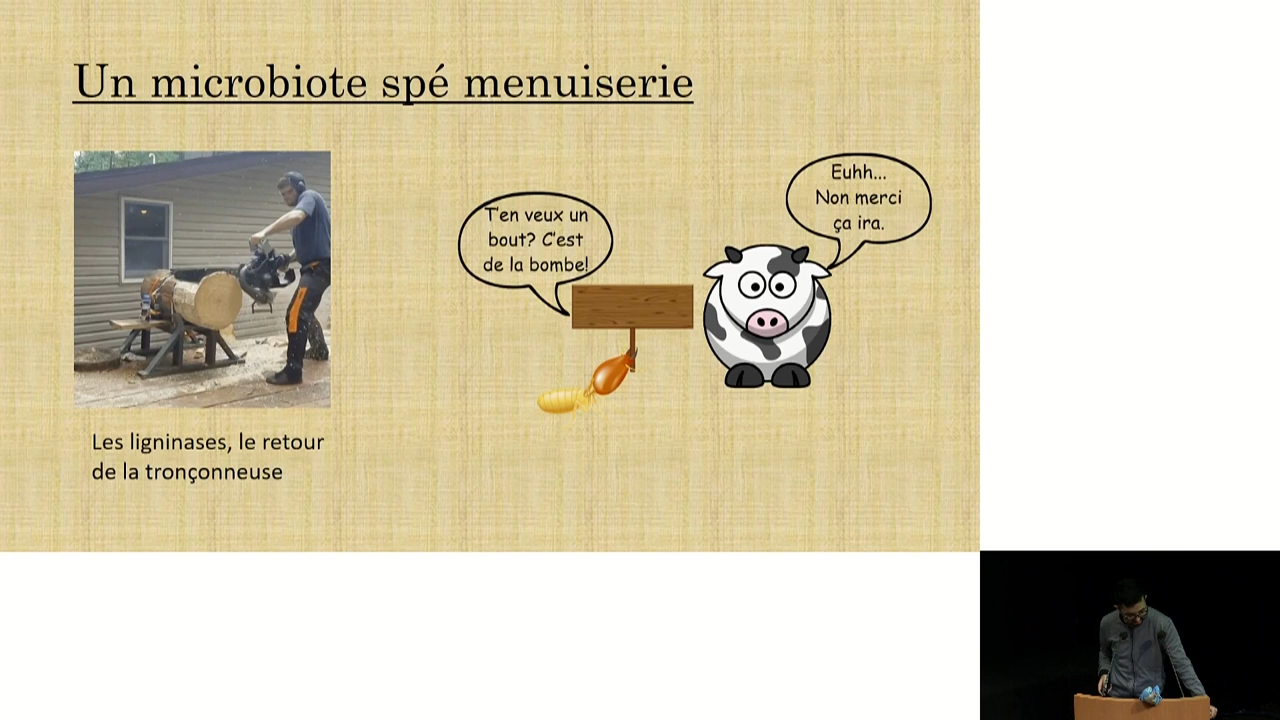 Un microbiote spé menuiserie
T'en veux un
bout? C'est
de la bombe!
Euhh...
Non merci
ça ira.
Les ligninases, le retour
de la tronçonneuse